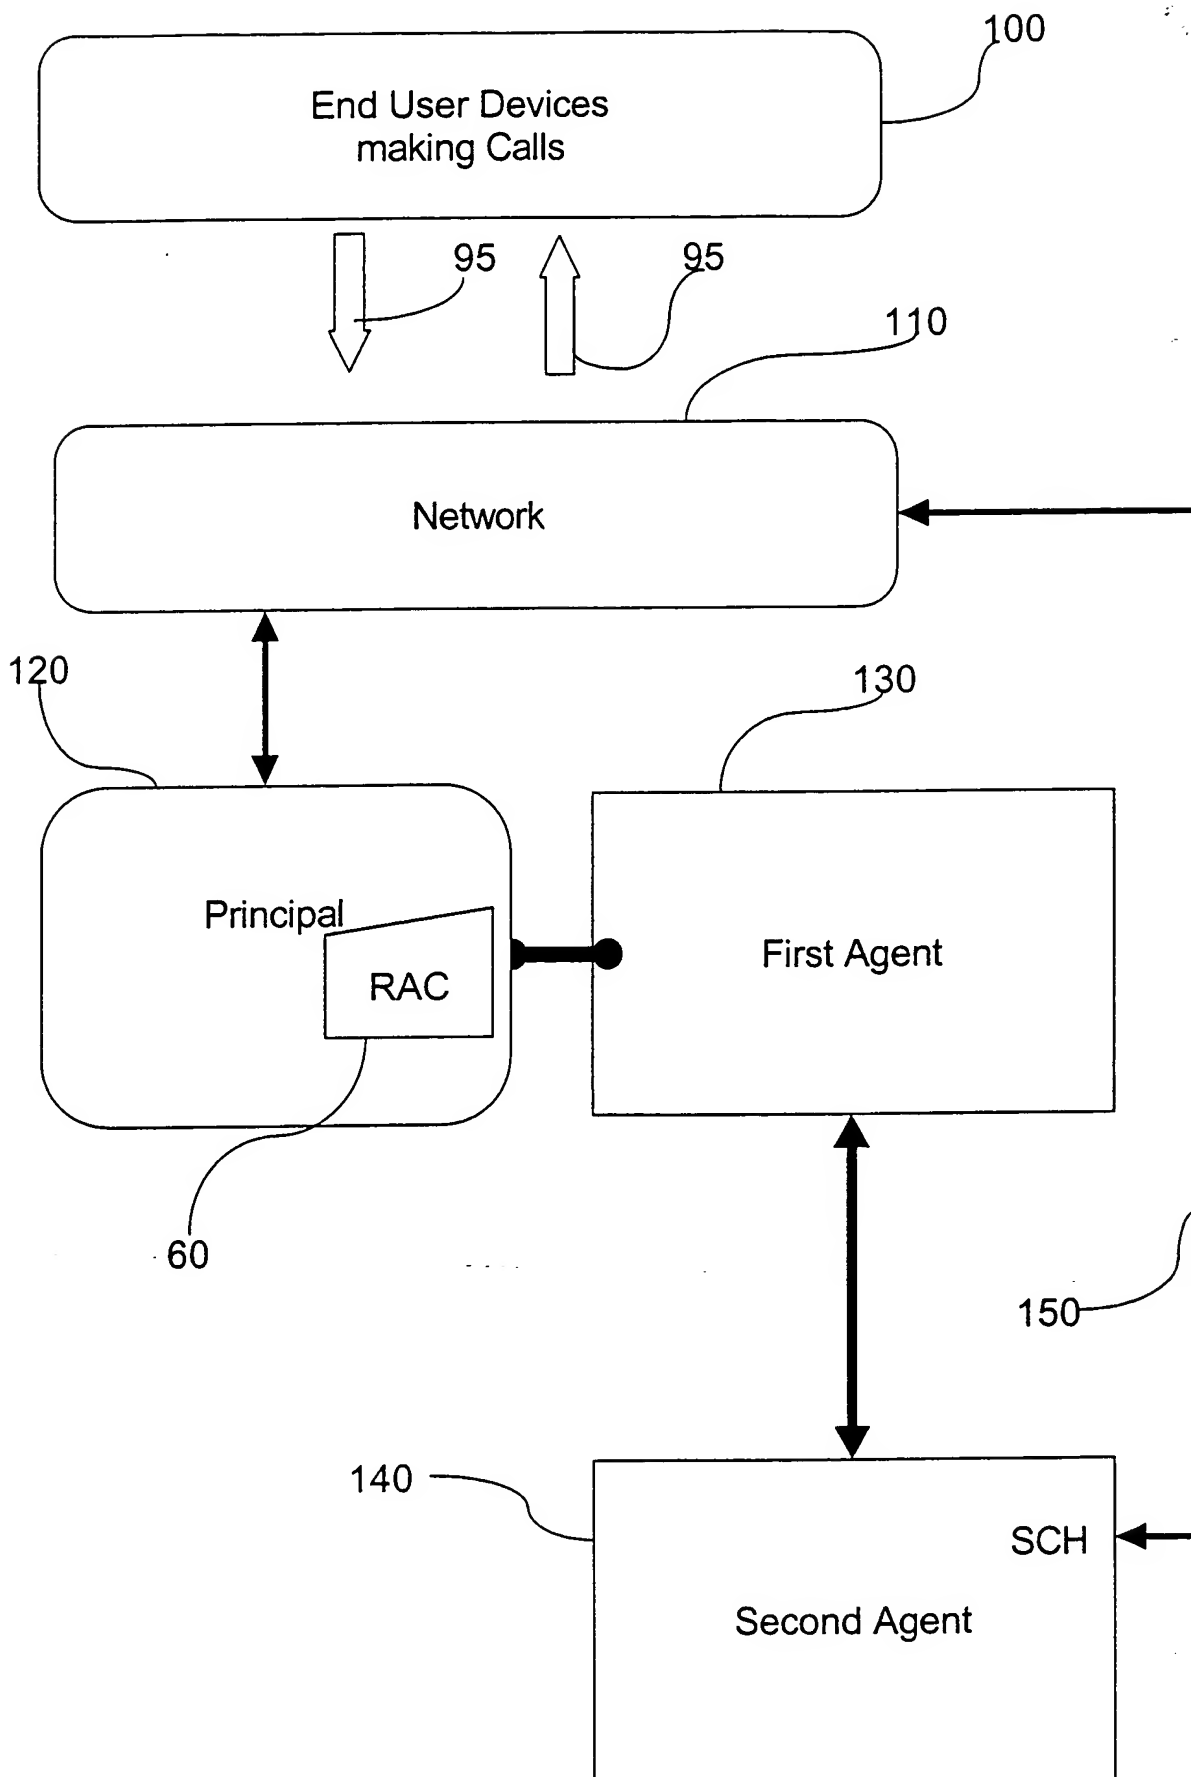 100
End User Devices
making Calls
95
95
110
Network
120
130
Principal
RAC
First Agent
60
150
140
SCH
Second Agent